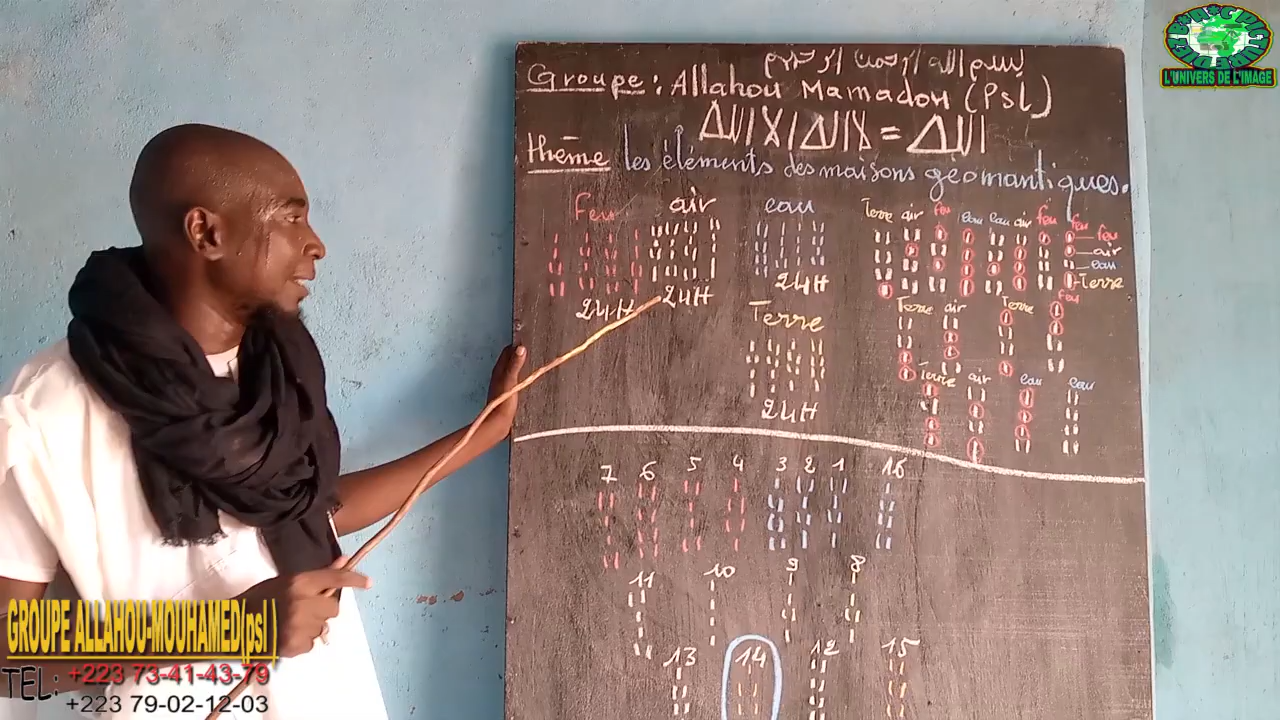 L'UNIVERS DE L'IMAGE
بسم الله الرحمن الرحيم
Groupe : Allahou Mamadou (Psl)
thème les éléments des maisons géomantiques.
Feu air eau
24H 24H 24H
Terre
24H
Terre air feu eau eau air feu feu
feu
air
eau
Terre
Terre air Terre feu
Terre air eau eau
7 6 5 4 3 2 1 16
11 10 9 8
13 14 12 15
GROUPE ALLAHOU-MOUHAMED(psl)
TEL: +223 73-41-43-79
+223 79-02-12-03